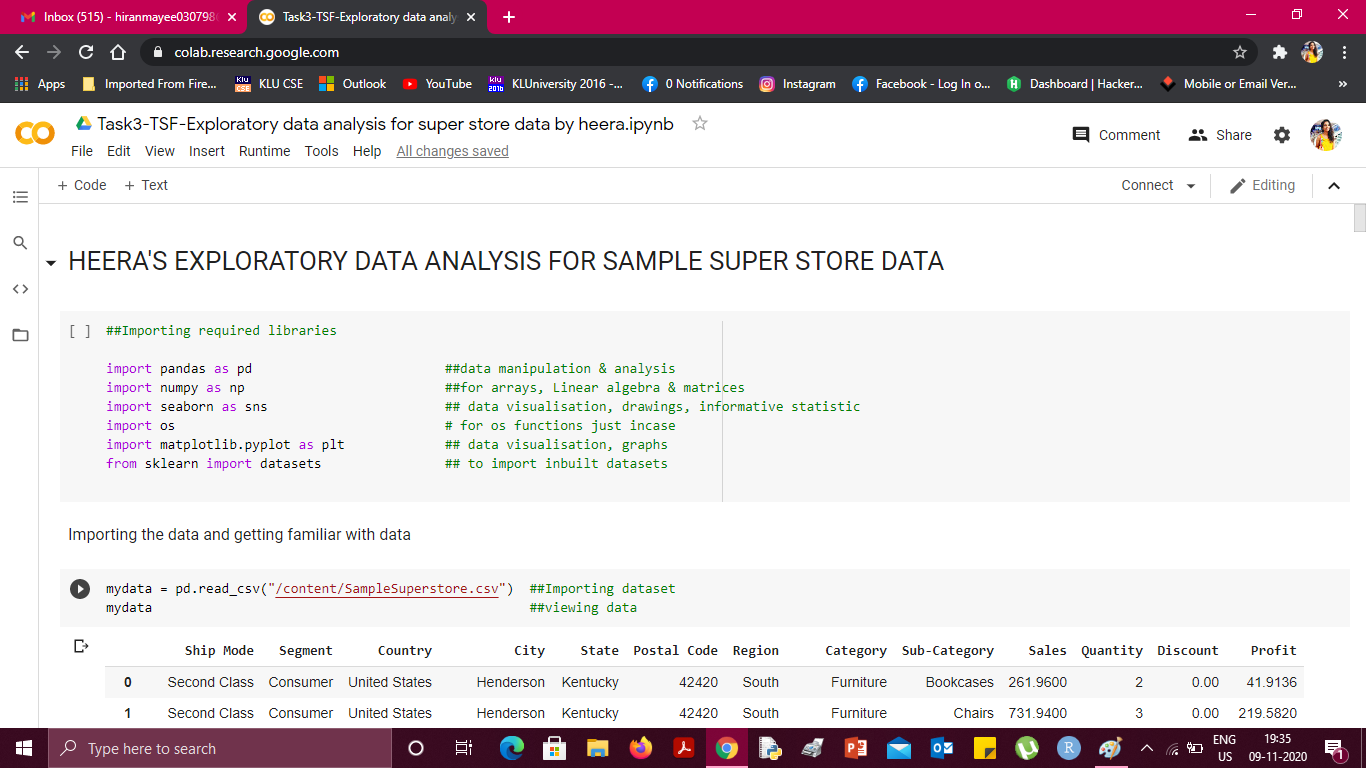 Inbox (515) - hiranmayee030798
Task3-TSF-Exploratory data analy
colab.research.google.com
Apps Imported From Fire... KLU CSE Outlook YouTube KLUniversity 2016 -... 0 Notifications Instagram Facebook - Log In o... Dashboard | Hacker... Mobile or Email Ver... »
Task3-TSF-Exploratory data analysis for super store data by heera.ipynb
Comment Share
File Edit View Insert Runtime Tools Help All changes saved
+ Code + Text Connect Editing
HEERA'S EXPLORATORY DATA ANALYSIS FOR SAMPLE SUPER STORE DATA
[ ] ##Importing required libraries
import pandas as pd ##data manipulation & analysis
import numpy as np ##for arrays, Linear algebra & matrices
import seaborn as sns ## data visualisation, drawings, informative statistic
import os # for os functions just incase
import matplotlib.pyplot as plt ## data visualisation, graphs
from sklearn import datasets ## to import inbuilt datasets
Importing the data and getting familiar with data
mydata = pd.read_csv("/content/SampleSuperstore.csv") ##Importing dataset
mydata ##viewing data
Ship Mode Segment Country City State Postal Code Region Category Sub-Category Sales Quantity Discount Profit
0 Second Class Consumer United States Henderson Kentucky 42420 South Furniture Bookcases 261.9600 2 0.00 41.9136
1 Second Class Consumer United States Henderson Kentucky 42420 South Furniture Chairs 731.9400 3 0.00 219.5820
Type here to search
ENG
US
19:35
09-11-2020
1